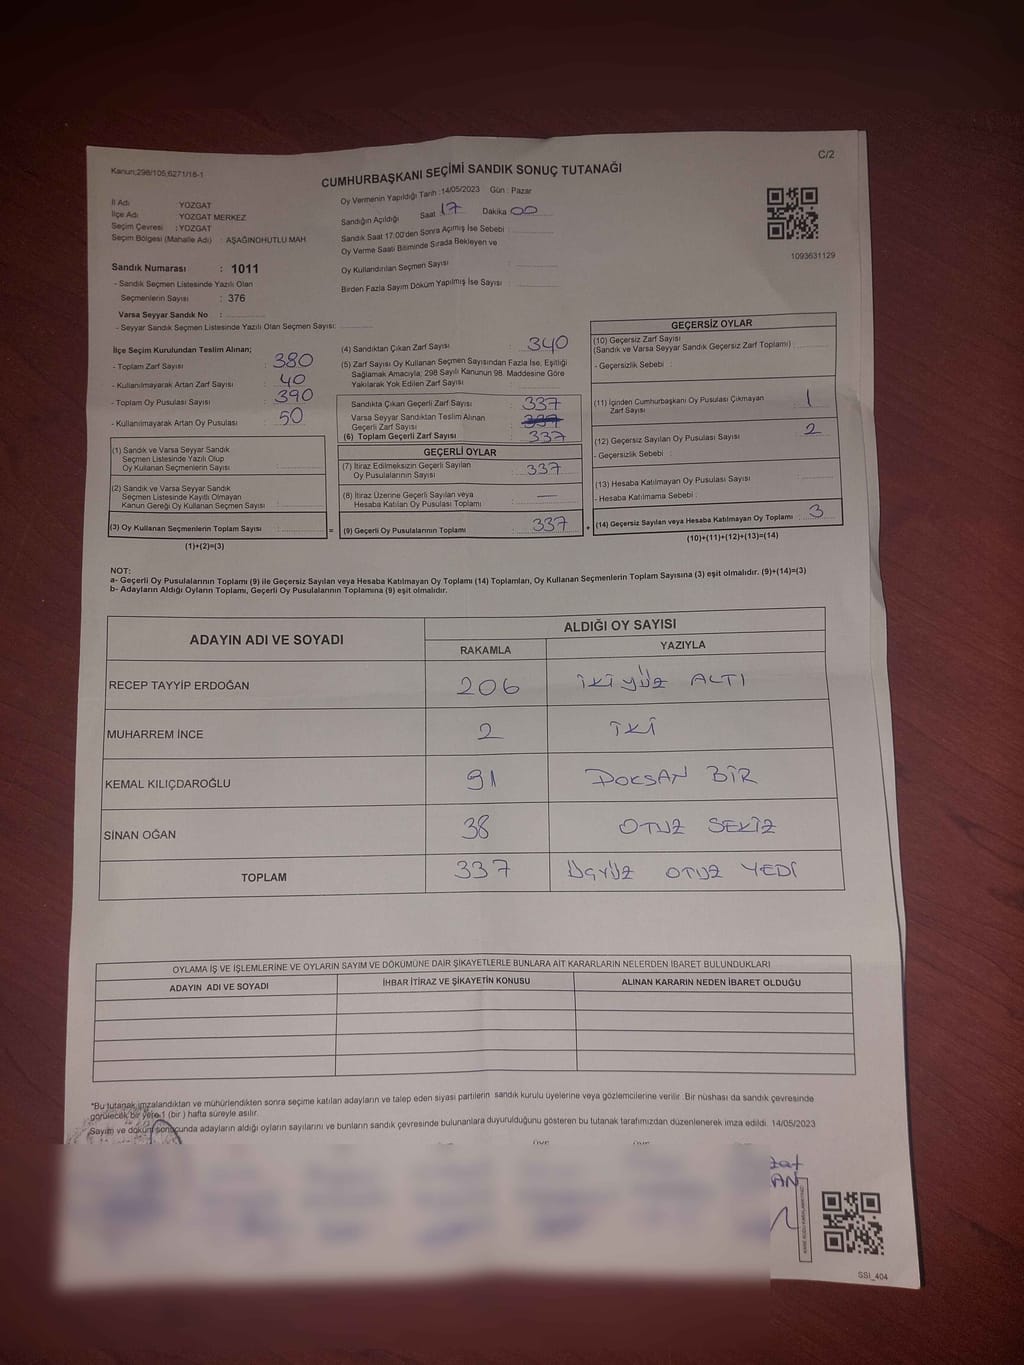 C/2
Kanun;298/105,6271/16-1
CUMHURBAŞKANI SEÇİMİ SANDIK SONUÇ TUTANAĞI
İl Adı YOZGAT
İlçe Adı YOZGAT MERKEZ
Seçim Çevresi : YOZGAT
Seçim Bölgesi (Mahalle Adı) : AŞAĞINOHUTLU MAH
Oy Vermenin Yapıldığı Tarih :14/05/2023 Gün : Pazar
Sandığın Açıldığı Saat 17 Dakika 00
Sandık Saat 17:00'den Sonra Açımış İse Sebebi :
Oy Verme Saati Bitiminde Sırada Bekleyen ve
Oy Kullandırılan Seçmen Sayısı :
Birden Fazla Sayım Döküm Yapılmış İse Sayısı :
1093631129
Sandık Numarası : 1011
- Sandık Seçmen Listesinde Yazılı Olan
Seçmenlerin Sayısı : 376
Varsa Seyyar Sandık No :
- Seyyar Sandık Seçmen Listesinde Yazılı Olan Seçmen Sayısı:
İlçe Seçim Kurulundan Teslim Alınan;
- Toplam Zarf Sayısı : 380
- Kullanılmayarak Artan Zarf Sayısı : 40
- Toplam Oy Pusulası Sayısı : 390
- Kullanılmayarak Artan Oy Pusulası : 50
(1) Sandık ve Varsa Seyyar Sandık
Seçmen Listesinde Yazılı Olup
Oy Kullanan Seçmenlerin Sayısı :
(2) Sandık ve Varsa Seyyar Sandık
Seçmen Listesinde Kayıtlı Olmayan
Kanun Gereği Oy Kullanan Seçmen Sayısı :
(3) Oy Kullanan Seçmenlerin Toplam Sayısı :
(1)+(2)=(3)
=
(4) Sandıktan Çıkan Zarf Sayısı : 340
(5) Zarf Sayısı Oy Kullanan Seçmen Sayısından Fazla İse, Eşitliği
Sağlamak Amacıyla; 298 Sayılı Kanunun 98. Maddesine Göre
Yakılarak Yok Edilen Zarf Sayısı :
Sandıkta Çıkan Geçerli Zarf Sayısı : 337
Varsa Seyyar Sandıktan Teslim Alınan
Geçerli Zarf Sayısı : 337
(6) Toplam Geçerli Zarf Sayısı : 337
GEÇERLİ OYLAR
(7) İtiraz Edilmeksizin Geçerli Sayılan
Oy Pusulalarının Sayısı : 337
(8) İtiraz Üzerine Geçerli Sayılan veya
Hesaba Katılan Oy Pusulası Toplamı : —
(9) Geçerli Oy Pusulalarının Toplamı : 337
+
GEÇERSİZ OYLAR
(10) Geçersiz Zarf Sayısı
(Sandık ve Varsa Seyyar Sandık Geçersiz Zarf Toplamı) :
- Geçersizlik Sebebi :
(11) İçinden Cumhurbaşkanı Oy Pusulası Çıkmayan
Zarf Sayısı : 1
(12) Geçersiz Sayılan Oy Pusulası Sayısı : 2
- Geçersizlik Sebebi :
(13) Hesaba Katılmayan Oy Pusulası Sayısı :
- Hesaba Katılmama Sebebi :
(14) Geçersiz Sayılan veya Hesaba Katılmayan Oy Toplamı : 3
(10)+(11)+(12)+(13)=(14)
NOT:
a- Geçerli Oy Pusulalarının Toplamı (9) ile Geçersiz Sayılan veya Hesaba Katılmayan Oy Toplamı (14) Toplamları, Oy Kullanan Seçmenlerin Toplam Sayısına (3) eşit olmalıdır. (9)+(14)=(3)
b- Adayların Aldığı Oyların Toplamı, Geçerli Oy Pusulalarının Toplamına (9) eşit olmalıdır.
ADAYIN ADI VE SOYADI ALDIĞI OY SAYISI
RAKAMLA YAZIYLA
RECEP TAYYİP ERDOĞAN 206 İKİ YÜZ ALTI
MUHARREM İNCE 2 İKİ
KEMAL KILIÇDAROĞLU 91 DOKSAN BİR
SİNAN OĞAN 38 OTUZ SEKİZ
TOPLAM 337 ÜÇYÜZ OTUZ YEDİ
OYLAMA İŞ VE İŞLEMLERİNE VE OYLARIN SAYIM VE DÖKÜMÜNE DAİR ŞİKAYETLERLE BUNLARA AİT KARARLARIN NELERDEN İBARET BULUNDUKLARI
ADAYIN ADI VE SOYADI İHBAR İTİRAZ VE ŞİKAYETİN KONUSU ALINAN KARARIN NEDEN İBARET OLDUĞU
*Bu tutanak imzalandıktan ve mühürlendikten sonra seçime katılan adayların ve talep eden siyasi partilerin sandık kurulu üyelerine veya gözlemcilerine verilir. Bir nüshası da sandık çevresinde
görülecek bir yere 1 (bir) hafta süreyle asılır.
Sayım ve döküm sonucunda adayların aldığı oyların sayılarını ve bunların sandık çevresinde bulunanlara duyurulduğunu gösteren bu tutanak tarafımızdan düzenlenerek imza edildi. 14/05/2023
SSI_404